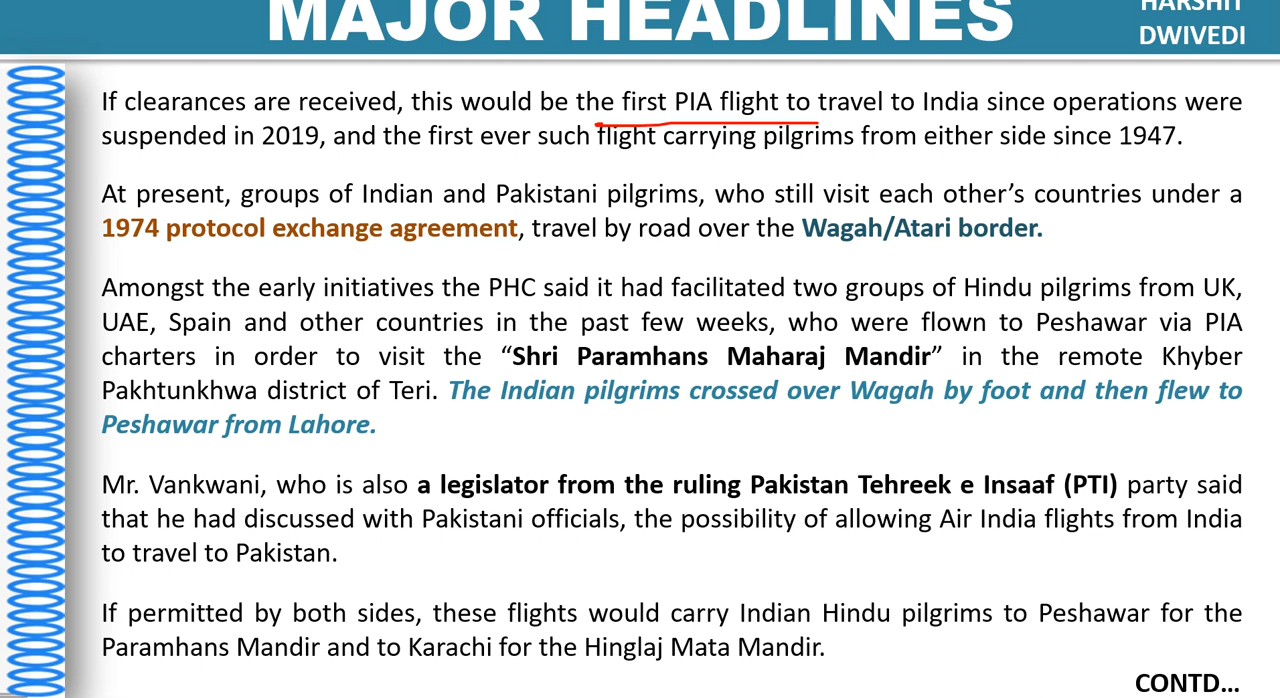 MAJOR HEADLINES
HARSHIT
DWIVEDI
If clearances are received, this would be the first PIA flight to travel to India since operations were
suspended in 2019, and the first ever such flight carrying pilgrims from either side since 1947.
At present, groups of Indian and Pakistani pilgrims, who still visit each other’s countries under a
1974 protocol exchange agreement, travel by road over the Wagah/Atari border.
Amongst the early initiatives the PHC said it had facilitated two groups of Hindu pilgrims from UK,
UAE, Spain and other countries in the past few weeks, who were flown to Peshawar via PIA
charters in order to visit the “Shri Paramhans Maharaj Mandir” in the remote Khyber
Pakhtunkhwa district of Teri. The Indian pilgrims crossed over Wagah by foot and then flew to
Peshawar from Lahore.
Mr. Vankwani, who is also a legislator from the ruling Pakistan Tehreek e Insaaf (PTI) party said
that he had discussed with Pakistani officials, the possibility of allowing Air India flights from India
to travel to Pakistan.
If permitted by both sides, these flights would carry Indian Hindu pilgrims to Peshawar for the
Paramhans Mandir and to Karachi for the Hinglaj Mata Mandir.
CONTD...